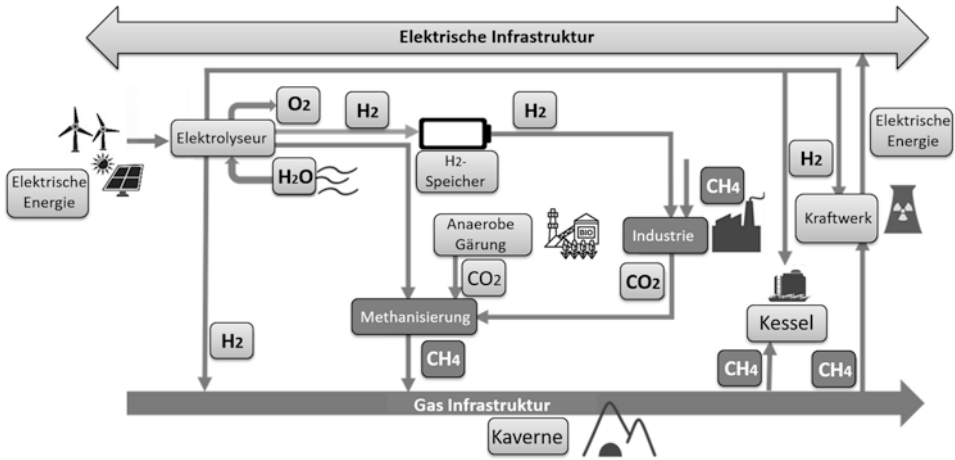 Elektrische Infrastruktur
O2
H2
H2
Elektrolyseur
Elektrische
Energie
H2-
Speicher
H2
CH4
Elektrische
Energie
H2O
Kraftwerk
Anaerobe
Gärung
BIO
Industrie
CO2
CO2
Methanisierung
Kessel
H2
CH4
CH4
CH4
Gas Infrastruktur
Kaverne